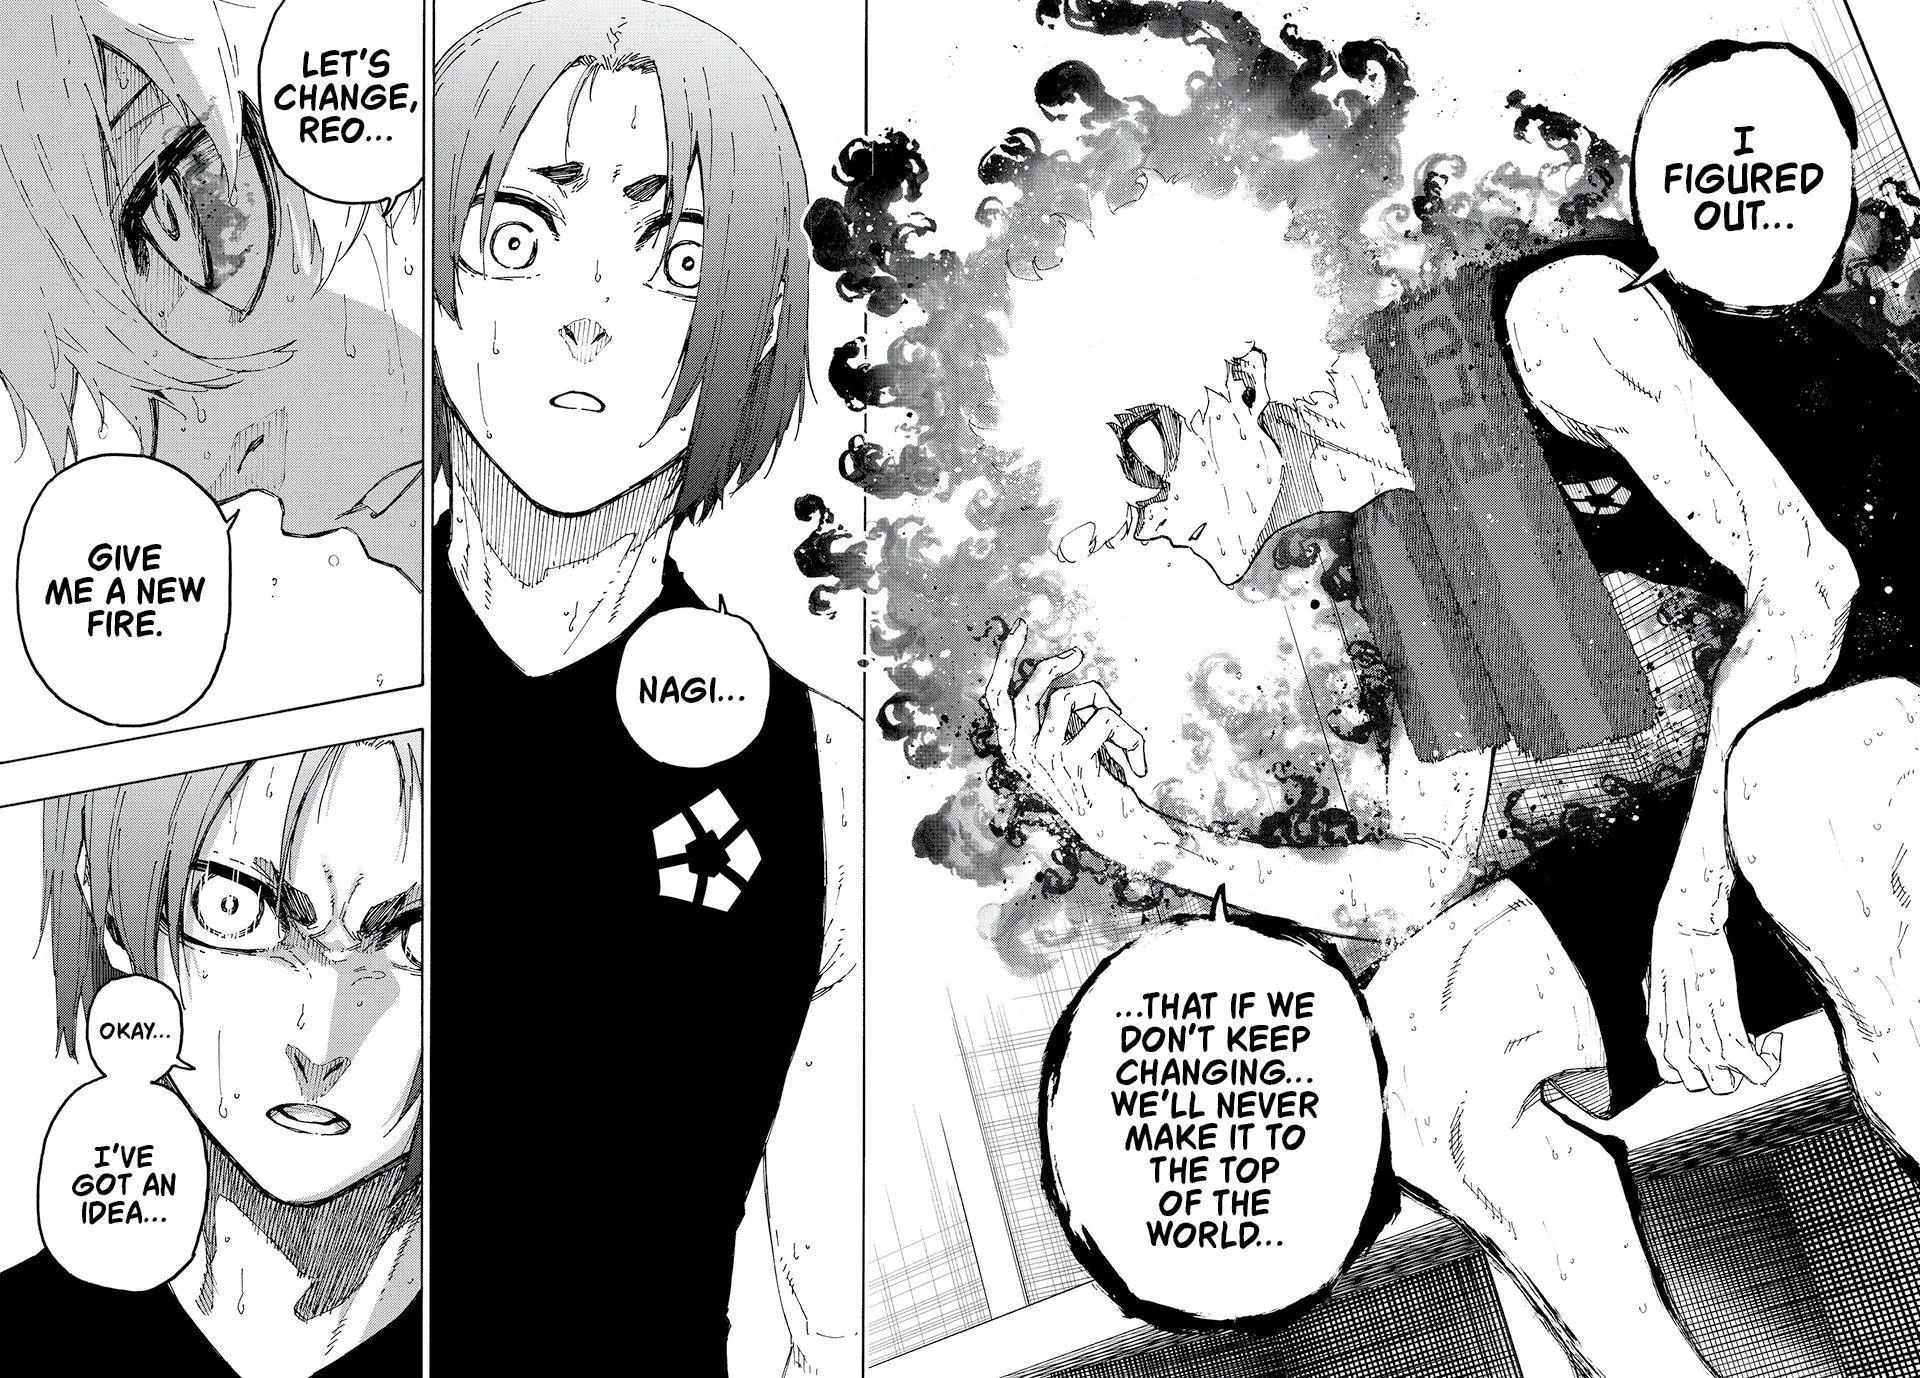 I
FIGURED
OUT...
...THAT IF WE
DON'T KEEP
CHANGING...
WE'LL NEVER
MAKE IT TO
THE TOP
OF THE
WORLD...
NAGI...
LET'S
CHANGE,
REO...
GIVE
ME A NEW
FIRE.
OKAY...
I'VE
GOT AN
IDEA...